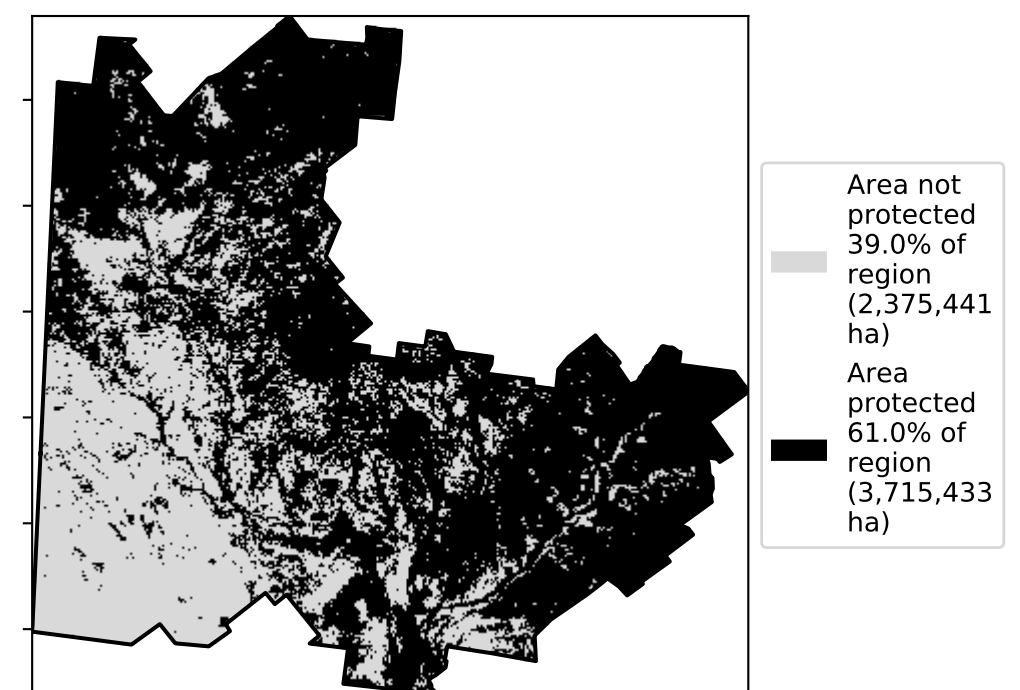 Area not
protected
39.0% of
region
(2,375,441
ha)
Area
protected
61.0% of
region
(3,715,433
ha)